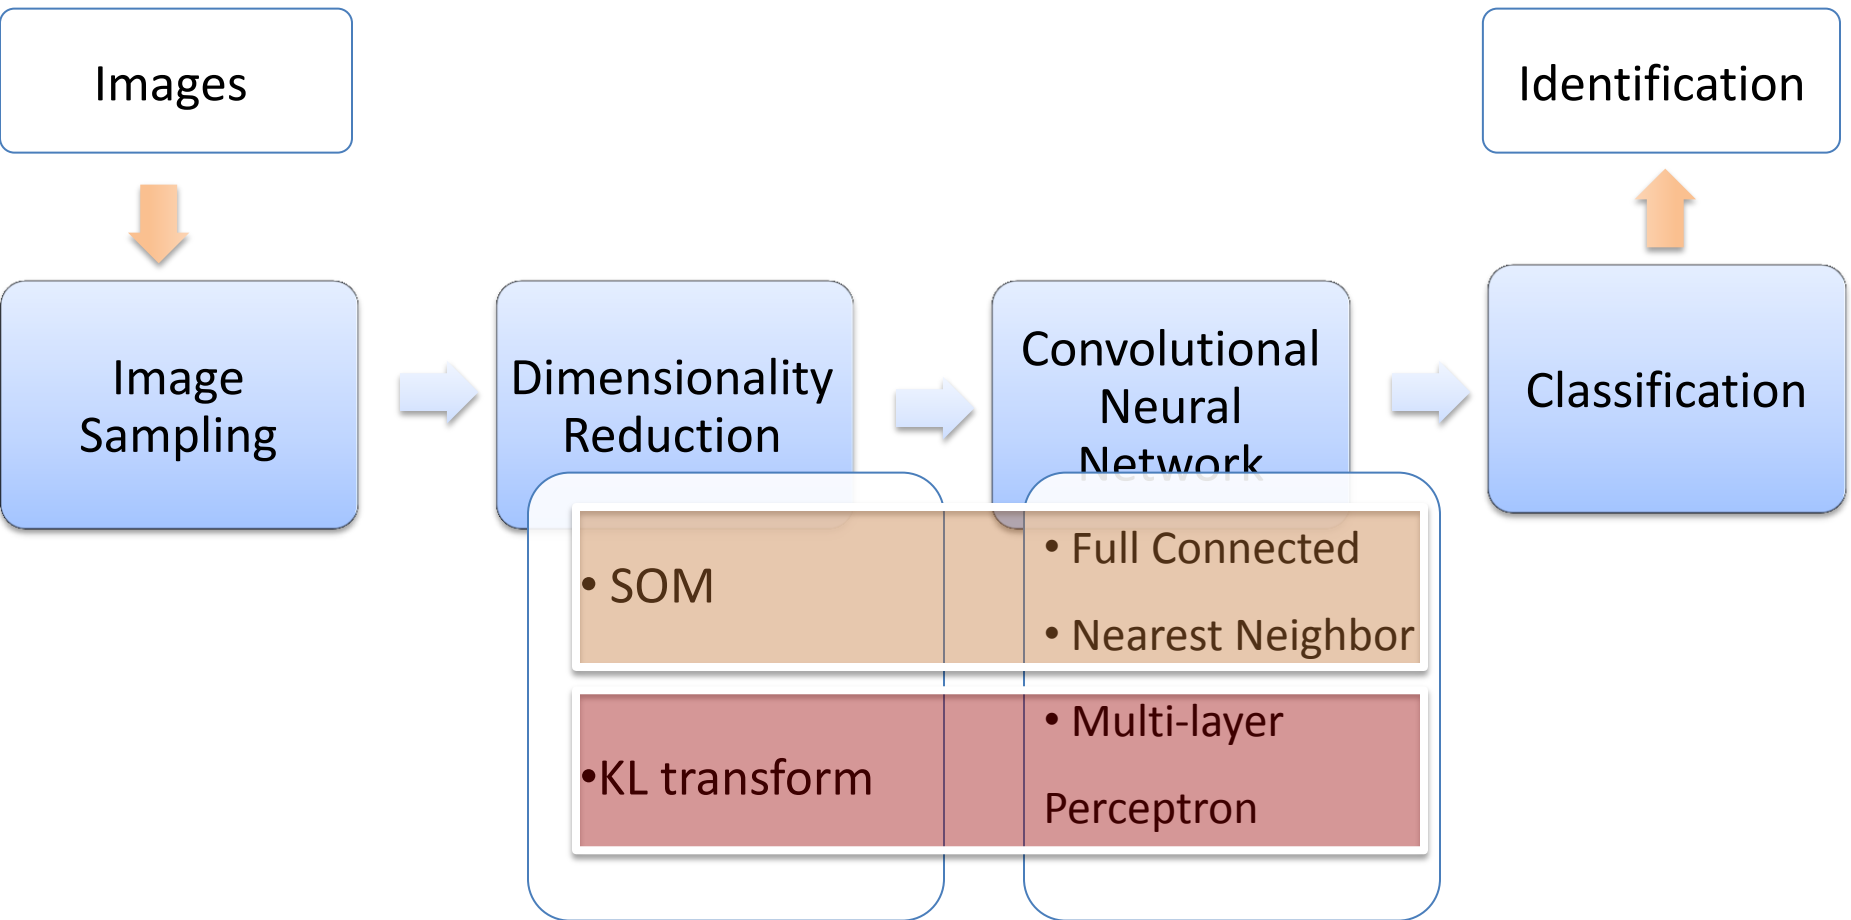 Images
Identification
Image
Sampling
Dimensionality
Reduction
Convolutional
Neural
Network
Classification
• SOM
• Full Connected
• Nearest Neighbor
•KL transform
• Multi-layer
Perceptron